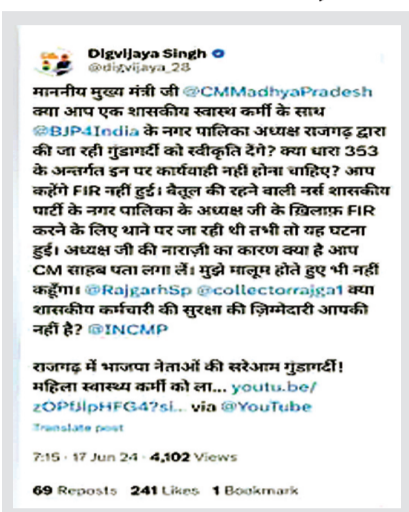 Digvijaya Singh
@digvijaya_28
माननीय मुख्य मंत्री जी @CMMadhyaPradesh
क्या आप एक शासकीय स्वास्थ कर्मी के साथ
@BJP4India के नगर पालिका अध्यक्ष राजगढ़ द्वारा
की जा रही गुंडागर्दी को स्वीकृति देंगे? क्या धारा 353
के अन्तर्गत इन पर कार्यवाही नहीं होना चाहिए? आप
कहेंगे FIR नहीं हुई। बैतूल की रहने वाली नर्स शासकीय
पार्टी के नगर पालिका के अध्यक्ष जी के ख़िलाफ़ FIR
करने के लिए थाने पर जा रही थी तभी तो यह घटना
हुई। अध्यक्ष जी की नाराज़ी का कारण क्या है आप
CM साहब पता लगा लें। मुझे मालूम होते हुए भी नहीं
कहूँगा। @RajgarhSp @collectorrajga1 क्या
शासकीय कर्मचारी की सुरक्षा की ज़िम्मेदारी आपकी
नहीं है? @INCMP
राजगढ़ में भाजपा नेताओं की सरेआम गुंडागर्दी!
महिला स्वास्थ्य कर्मी को ला... youtu.be/
zOPfJlpHFG4?si... via @YouTube
Translate post
7:15 · 17 Jun 24 · 4,102 Views
69 Reposts 241 Likes 1 Bookmark